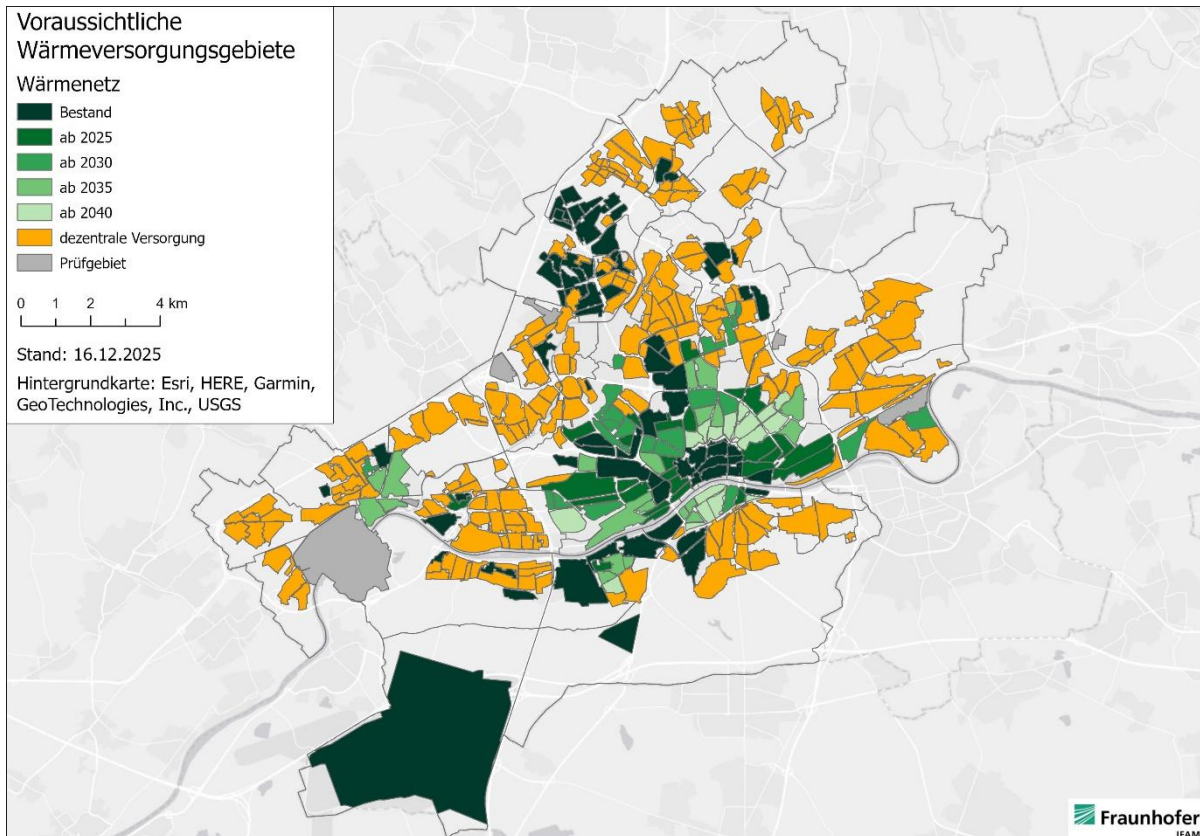 Voraussichtliche
Wärmeversorgungsgebiete
Wärmenetz
Bestand
ab 2025
ab 2030
ab 2035
ab 2040
dezentrale Versorgung
Prüfgebiet
0 1 2 4 km
Stand: 16.12.2025
Hintergrundkarte: Esri, HERE, Garmin,
GeoTechnologies, Inc., USGS
Fraunhofer
IFAM